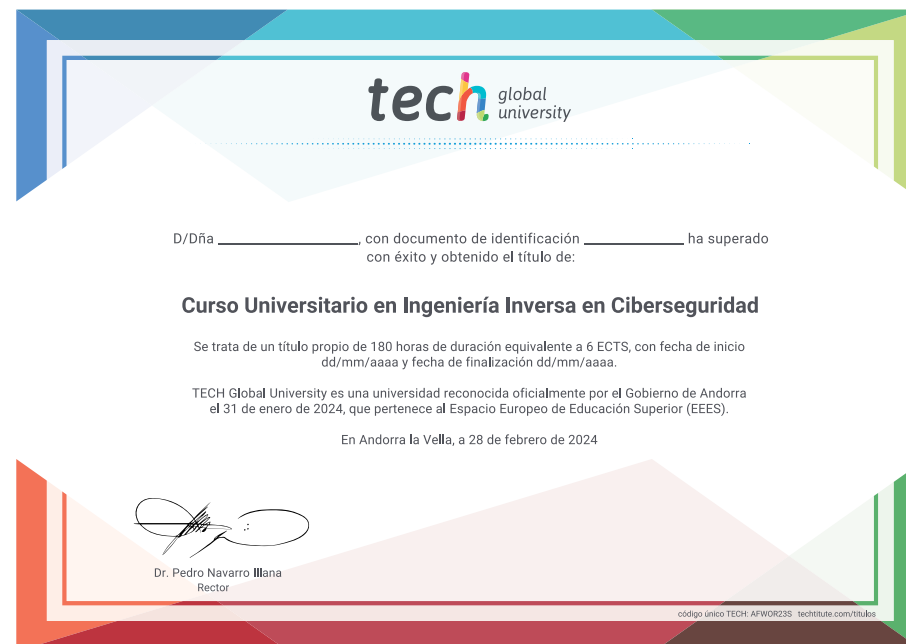 tech global university
D/Dña ____________________, con documento de identificación ______________ ha superado
con éxito y obtenido el título de:
Curso Universitario en Ingeniería Inversa en Ciberseguridad
Se trata de un título propio de 180 horas de duración equivalente a 6 ECTS, con fecha de inicio
dd/mm/aaaa y fecha de finalización dd/mm/aaaa.
TECH Global University es una universidad reconocida oficialmente por el Gobierno de Andorra
el 31 de enero de 2024, que pertenece al Espacio Europeo de Educación Superior (EEES).
En Andorra la Vella, a 28 de febrero de 2024
Dr. Pedro Navarro Illana
Rector
código único TECH: AFWOR23S techtitute.com/titulos